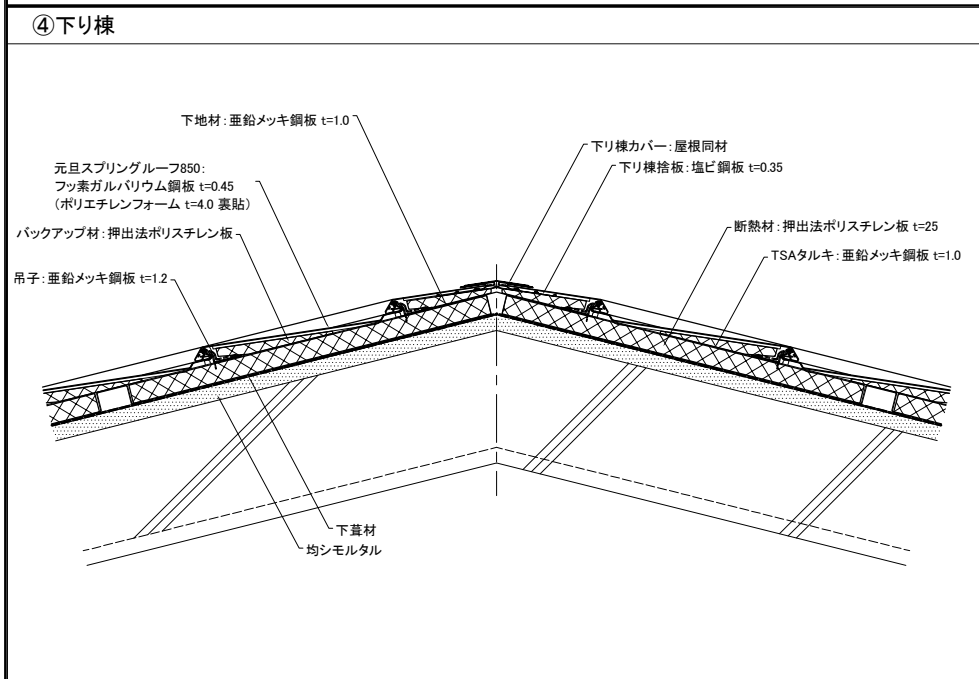 ④下り棟
下地材：亜鉛メッキ鋼板 t=1.0
元旦スプリングルーフ850：
フッ素ガルバリウム鋼板 t=0.45
（ポリエチレンフォーム t=4.0 裏貼）
バックアップ材：押出法ポリスチレン板
吊子：亜鉛メッキ鋼板 t=1.2
下り棟カバー：屋根同材
下り棟捨板：塩ビ鋼板 t=0.35
断熱材：押出法ポリスチレン板 t=25
TSAタルキ：亜鉛メッキ鋼板 t=1.0
下葺材
均シモルタル